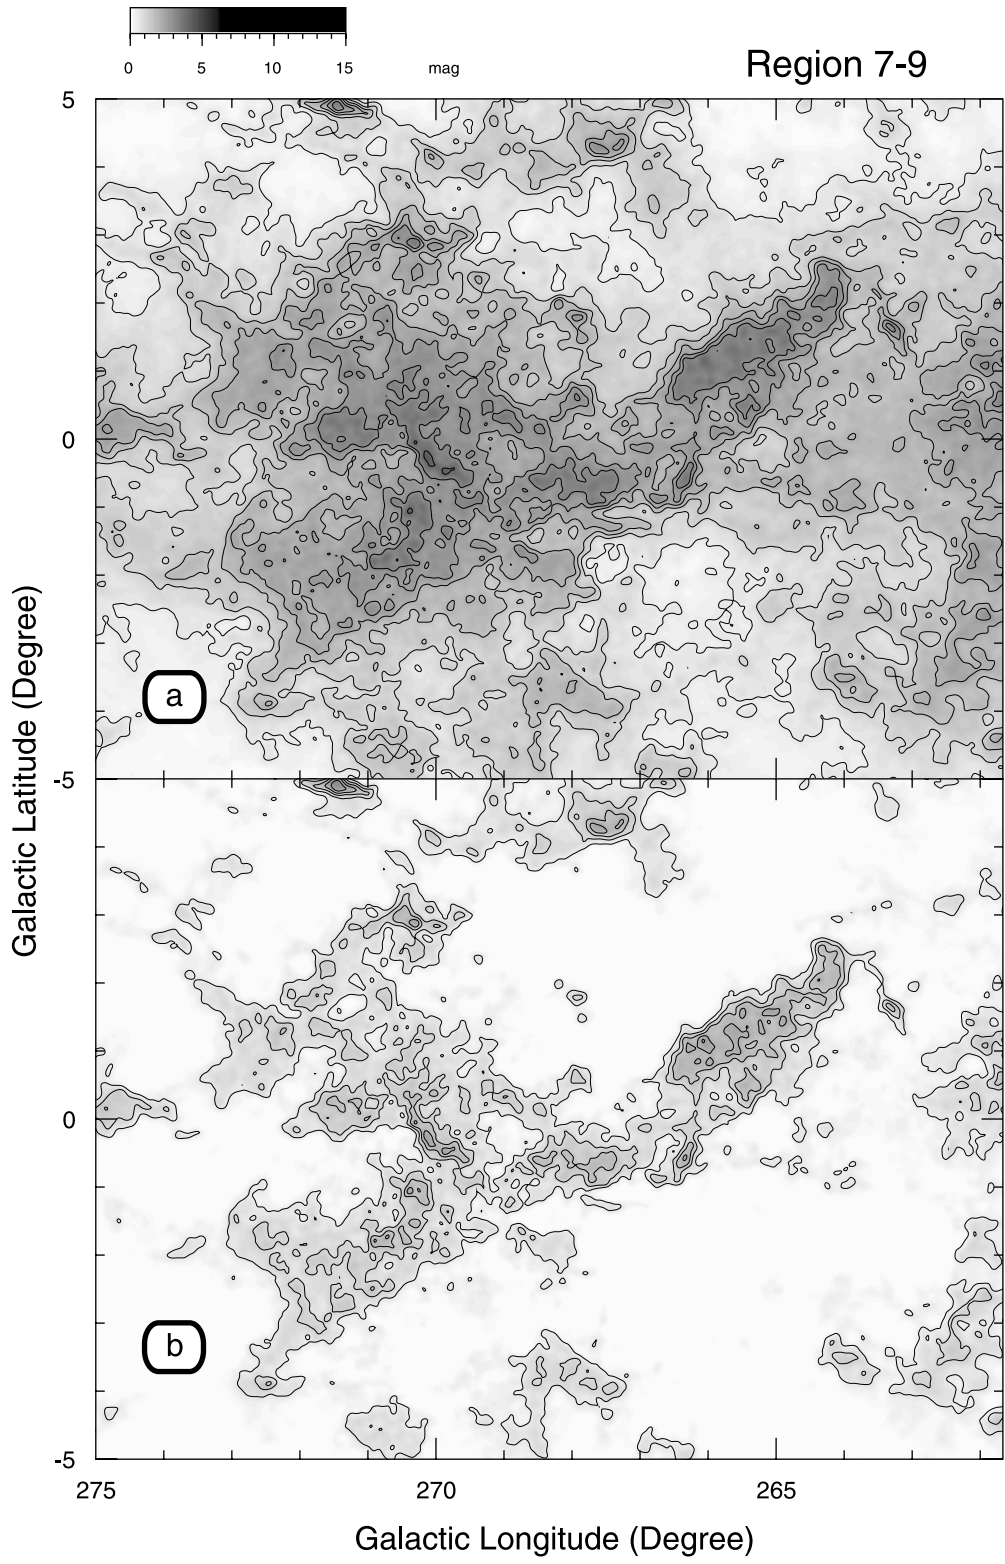 0 5 10 15 mag
Region 7-9
5
0
a
-5
Galactic Latitude (Degree)
0
b
-5
275 270 265
Galactic Longitude (Degree)